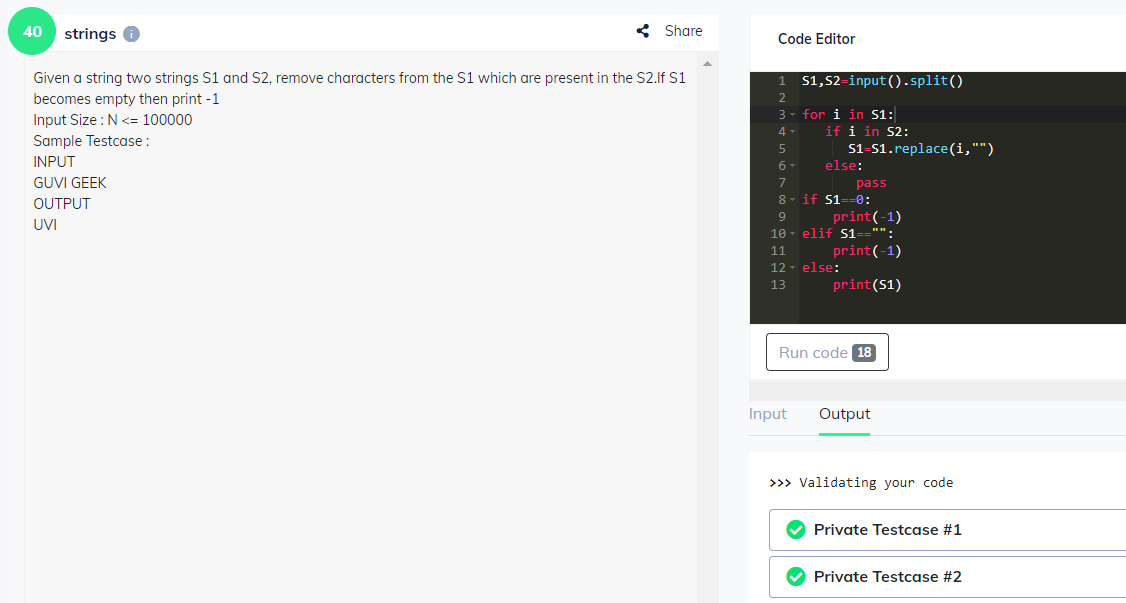 40
strings i
Share
Given a string two strings S1 and S2, remove characters from the S1 which are present in the S2.If S1
becomes empty then print -1
Input Size : N <= 100000
Sample Testcase :
INPUT
GUVI GEEK
OUTPUT
UVI
Code Editor
1 S1,S2=input().split()
2
3 for i in S1:
4 if i in S2:
5 S1=S1.replace(i,"")
6 else:
7 pass
8 if S1==0:
9 print(-1)
10 elif S1=="":
11 print(-1)
12 else:
13 print(S1)
Run code 18
Input Output
>>> Validating your code
Private Testcase #1
Private Testcase #2